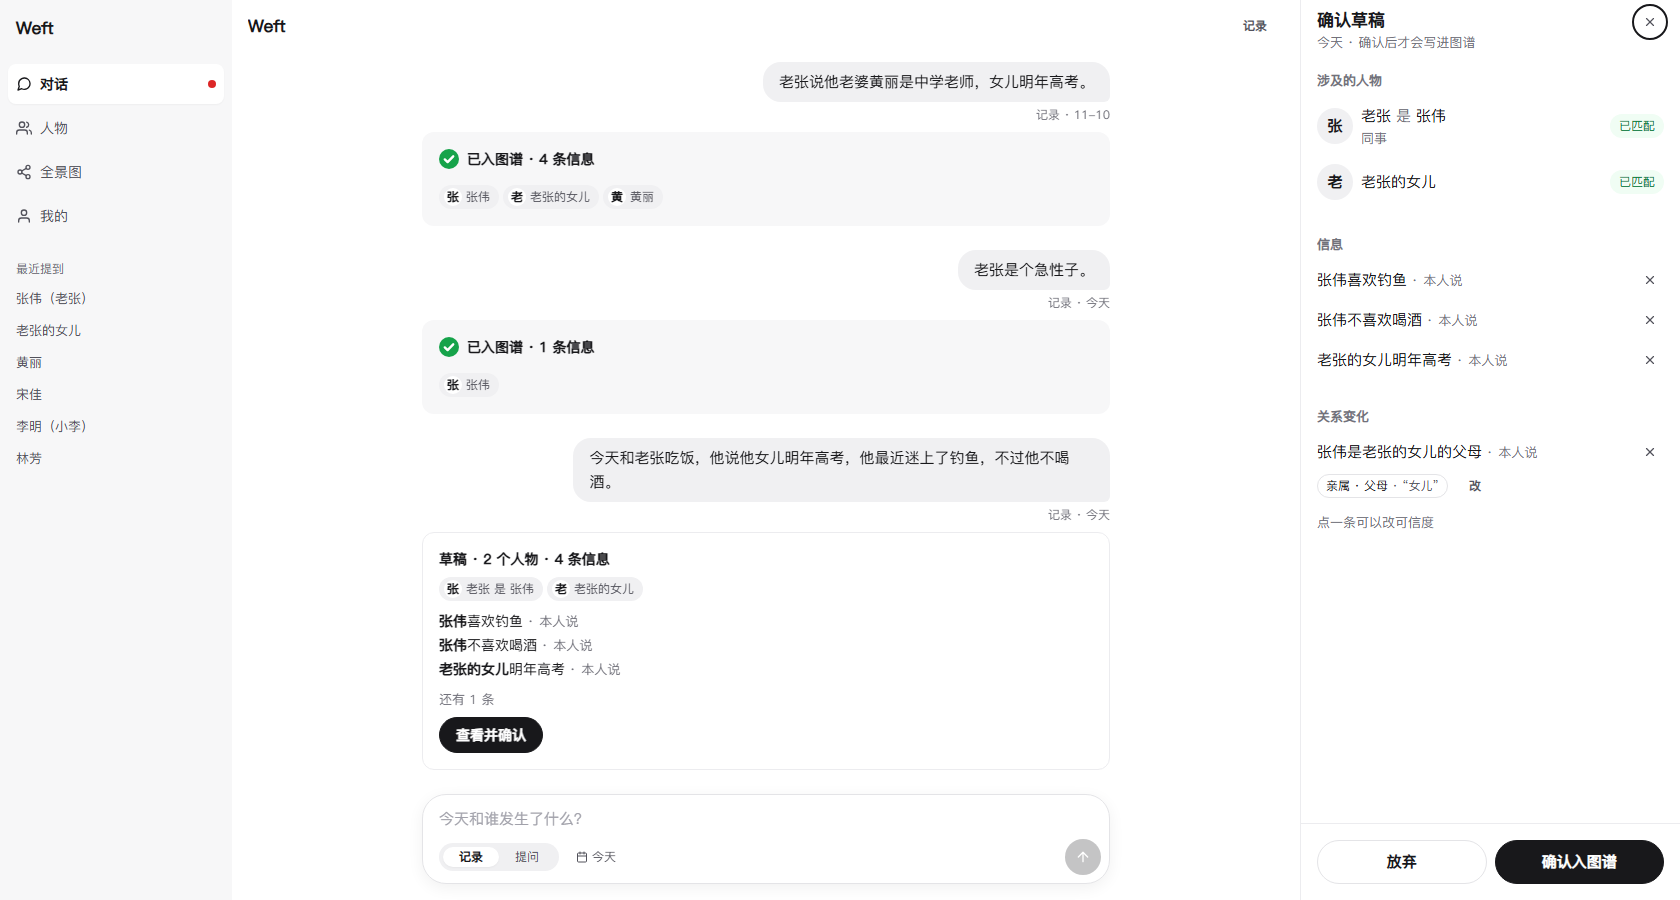 Weft
对话
人物
全景图
我的
最近提到
张伟（老张）
老张的女儿
黄丽
宋佳
李明（小李）
林芳
Weft
记录
老张说他老婆黄丽是中学老师，女儿明年高考。
记录 · 11-10
已入图谱 · 4 条信息
张 张伟 老 老张的女儿 黄 黄丽
老张是个急性子。
记录 · 今天
已入图谱 · 1 条信息
张 张伟
今天和老张吃饭，他说他女儿明年高考，他最近迷上了钓鱼，不过他不喝
酒。
记录 · 今天
草稿 · 2 个人物 · 4 条信息
张 老张 是 张伟 老 老张的女儿
张伟喜欢钓鱼 · 本人说
张伟不喜欢喝酒 · 本人说
老张的女儿明年高考 · 本人说
还有 1 条
查看并确认
今天和谁发生了什么？
记录 提问 今天
确认草稿
今天 · 确认后才会写进图谱
涉及的人物
张 老张 是 张伟 已匹配
同事
老 老张的女儿 已匹配
信息
张伟喜欢钓鱼 · 本人说
张伟不喜欢喝酒 · 本人说
老张的女儿明年高考 · 本人说
关系变化
张伟是老张的女儿的父母 · 本人说
亲属 · 父母 · “女儿” 改
点一条可以改可信度
放弃 确认入图谱